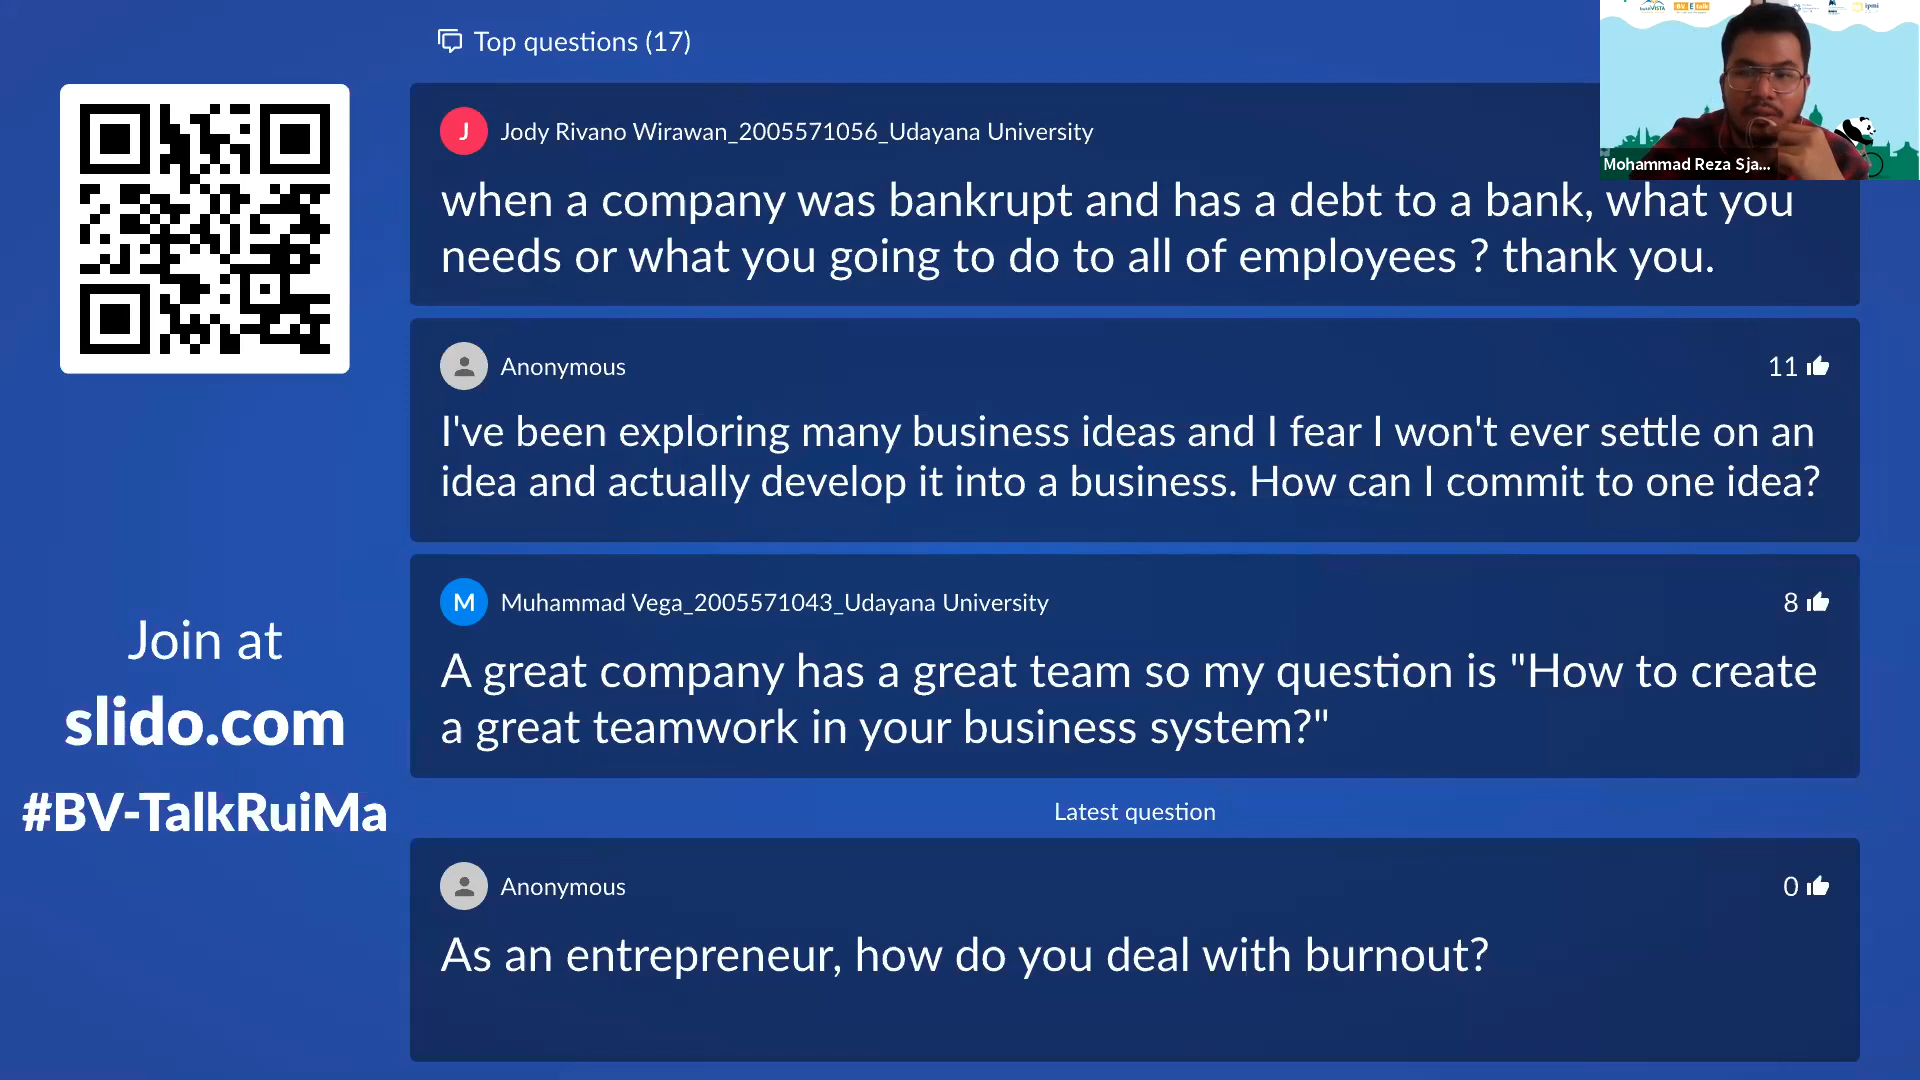 Top questions (17)
J
Jody Rivano Wirawan_2005571056_Udayana University
when a company was bankrupt and has a debt to a bank, what you
needs or what you going to do to all of employees ? thank you.
Anonymous
11
I've been exploring many business ideas and I fear I won't ever settle on an
idea and actually develop it into a business. How can I commit to one idea?
M
Muhammad Vega_2005571043_Udayana University
8
A great company has a great team so my question is "How to create
a great teamwork in your business system?"
Latest question
Anonymous
0
As an entrepreneur, how do you deal with burnout?
Join at
slido.com
#BV-TalkRuiMa
BV E talk
ipmi
Mohammad Reza Sja...